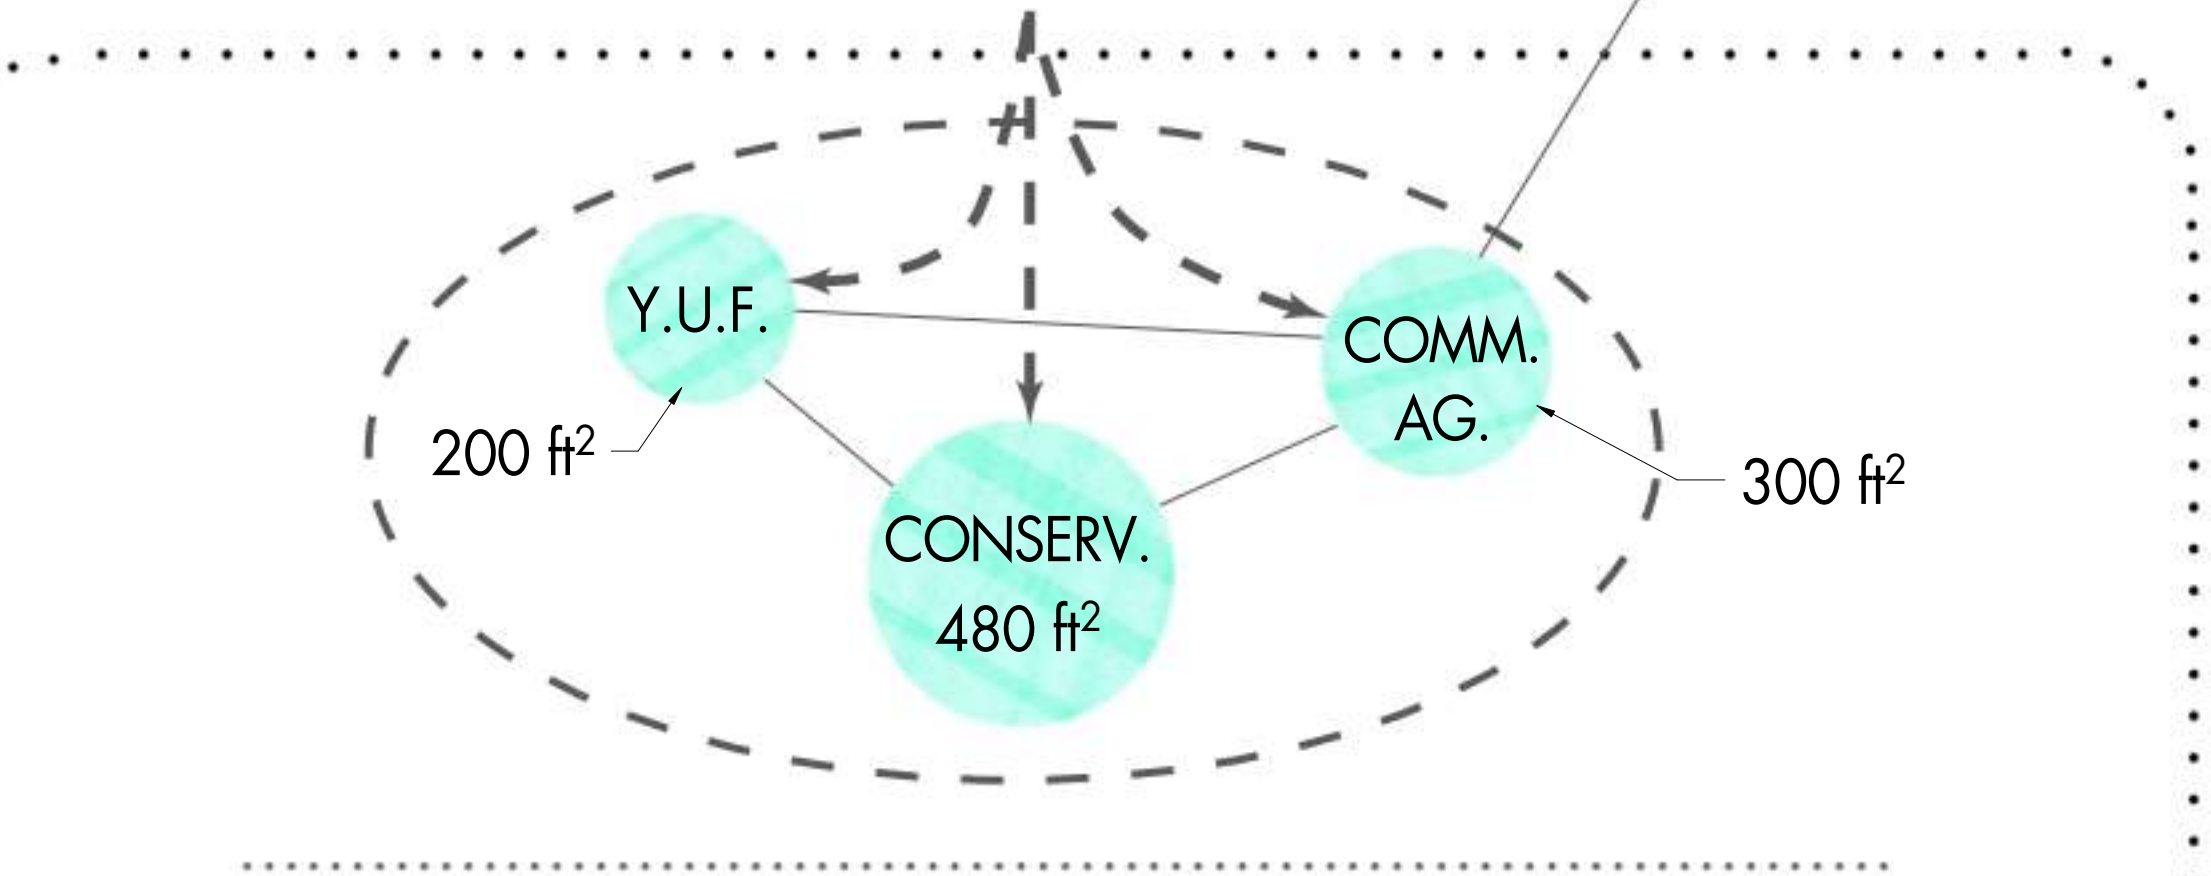 Y.U.F.
200 ft²
COMM.
AG.
300 ft²
CONSERV.
480 ft²